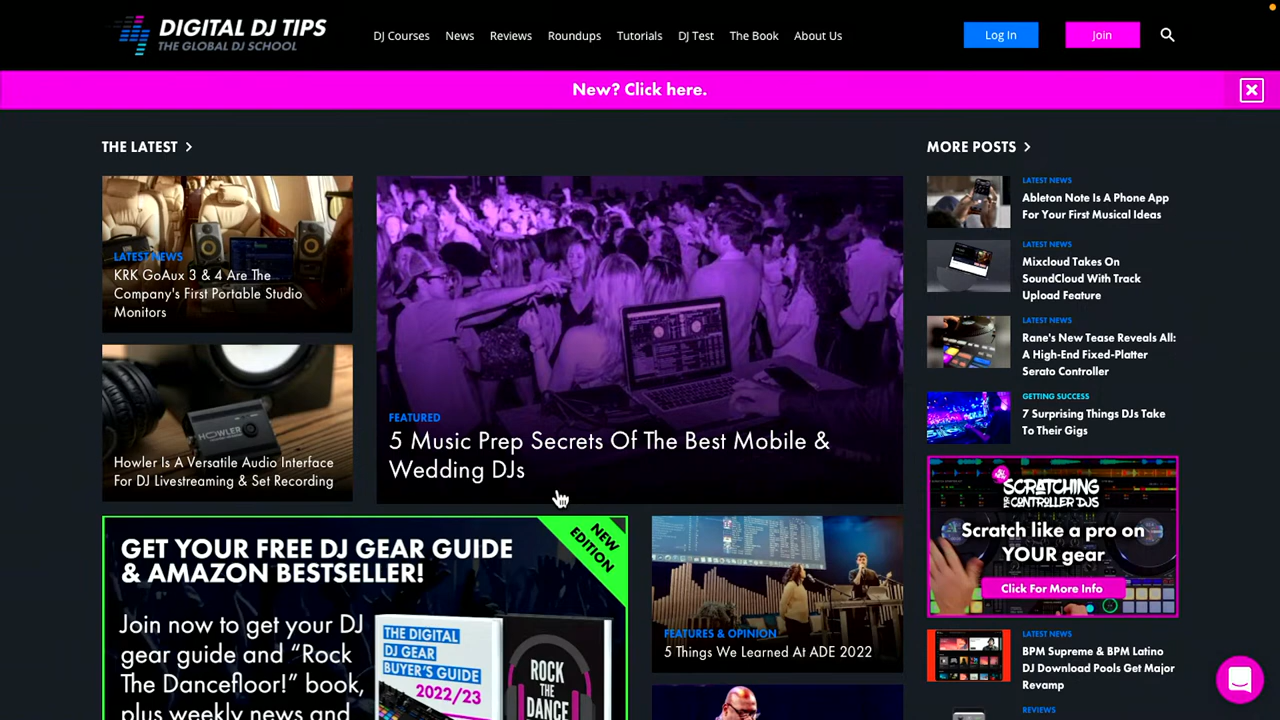 DIGITAL DJ TIPS
THE GLOBAL DJ SCHOOL
DJ Courses
News
Reviews
Roundups
Tutorials
DJ Test
The Book
About Us
Log In
Join
New? Click here.
THE LATEST
LATEST NEWS
KRK GoAux 3 & 4 Are The
Company's First Portable Studio
Monitors
HOWLER
Howler Is A Versatile Audio Interface
For DJ Livestreaming & Set Recording
FEATURED
5 Music Prep Secrets Of The Best Mobile &
Wedding DJs
GET YOUR FREE DJ GEAR GUIDE
& AMAZON BESTSELLER!
NEW
EDITION
Join now to get your DJ
gear guide and “Rock
The Dancefloor!” book,
plus weekly news and
THE DIGITAL
DJ GEAR
BUYER'S GUIDE
2022/23
ROCK
THE
DANCE
FEATURES & OPINION
5 Things We Learned At ADE 2022
MORE POSTS
LATEST NEWS
Ableton Note Is A Phone App
For Your First Musical Ideas
LATEST NEWS
Mixcloud Takes On
SoundCloud With Track
Upload Feature
LATEST NEWS
Rane's New Tease Reveals All:
A High-End Fixed-Platter
Serato Controller
GETTING SUCCESS
7 Surprising Things DJs Take
To Their Gigs
SCRATCHING
FOR CONTROLLER DJS
Scratch like a pro on
YOUR gear
Click For More Info
LATEST NEWS
BPM Supreme & BPM Latino
DJ Download Pools Get Major
Revamp
REVIEWS